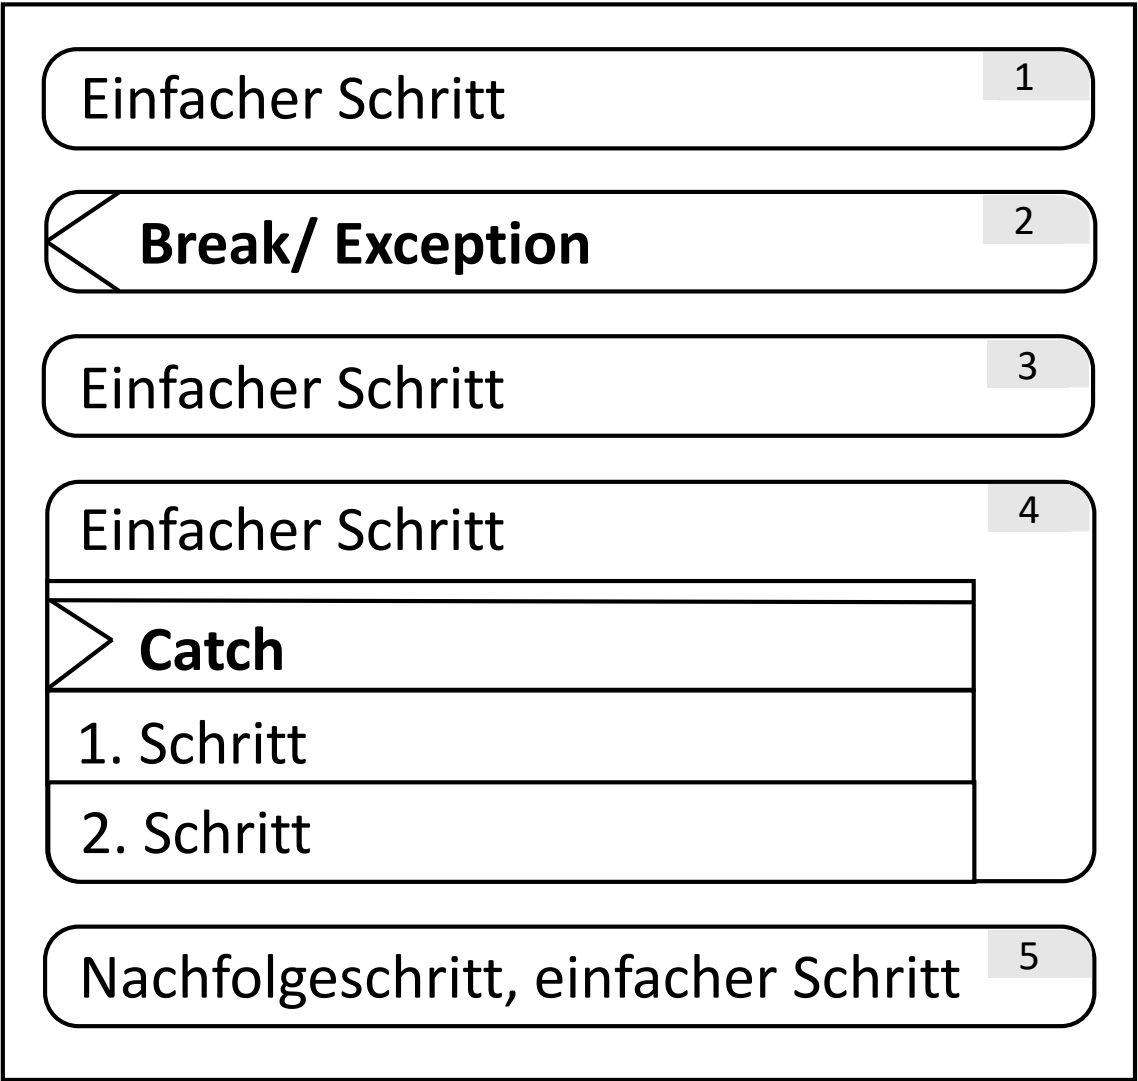 Einfacher Schritt 1
Break/ Exception 2
Einfacher Schritt 3
Einfacher Schritt 4
Catch
1. Schritt
2. Schritt
Nachfolgeschritt, einfacher Schritt 5